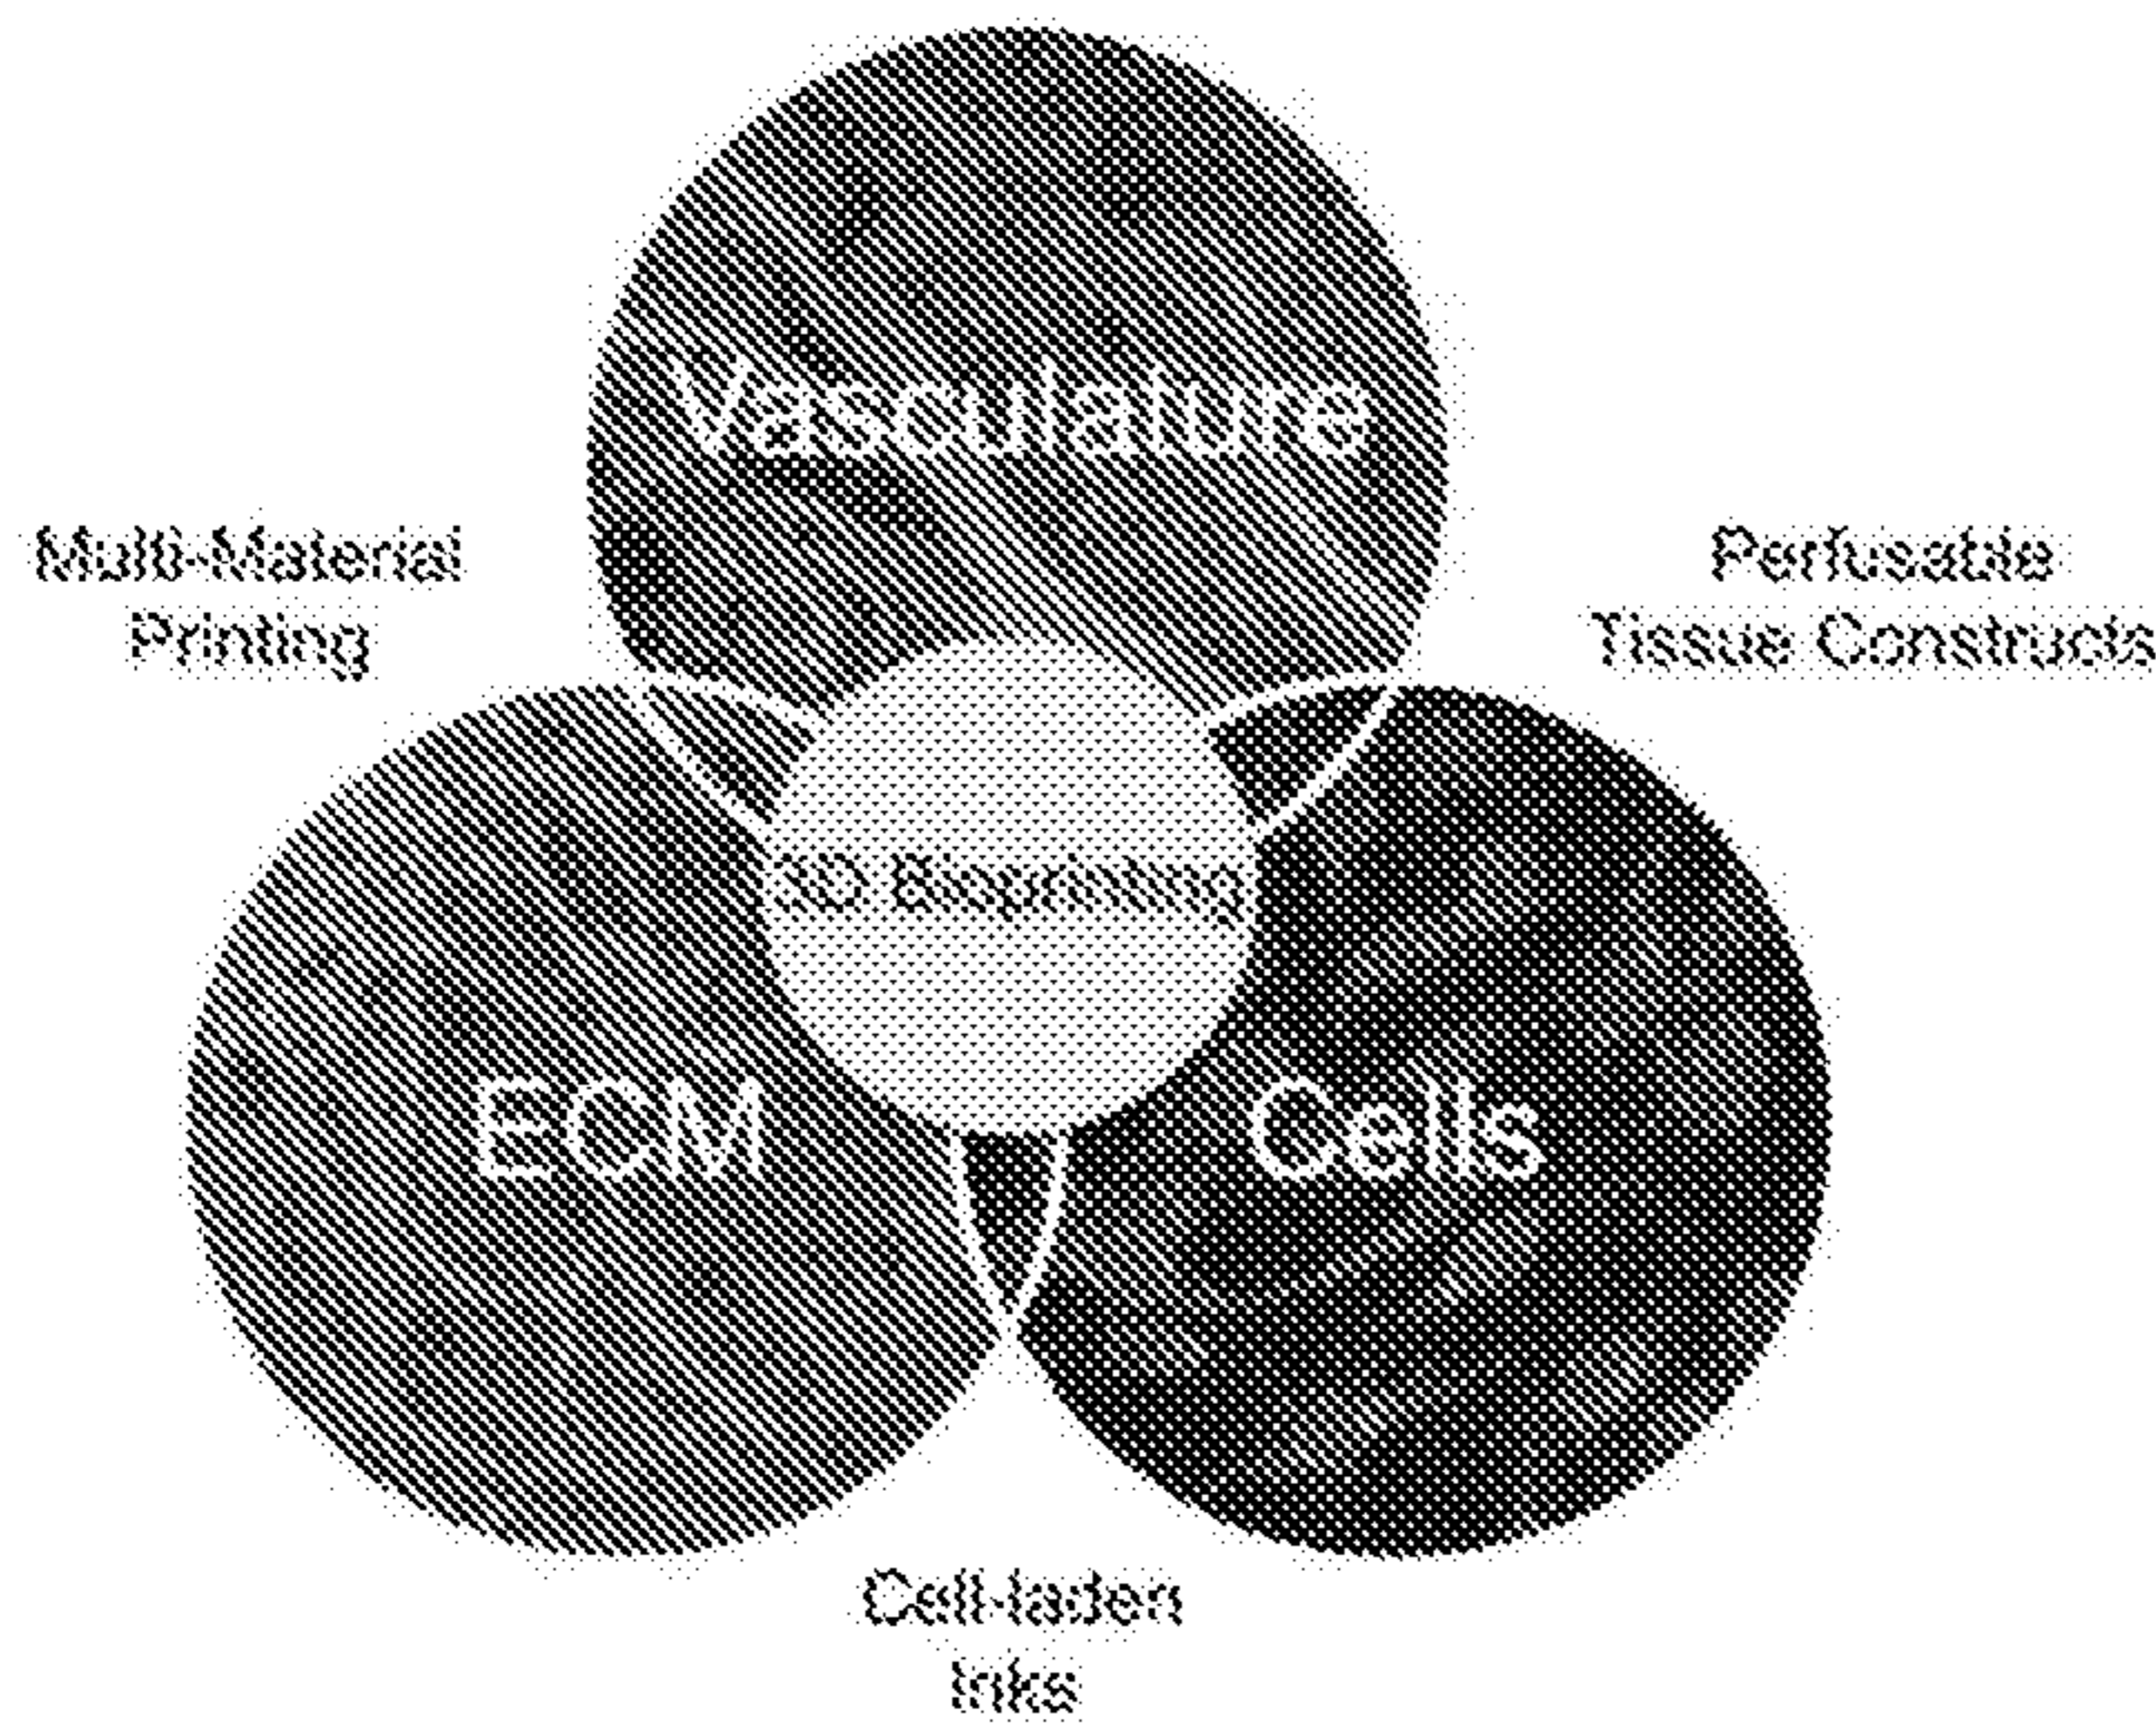 Vasculature
Multi-Material
Printing
Perfusable
Tissue Constructs
3D Bioprinting
ECM
Cells
Cell-laden
Inks